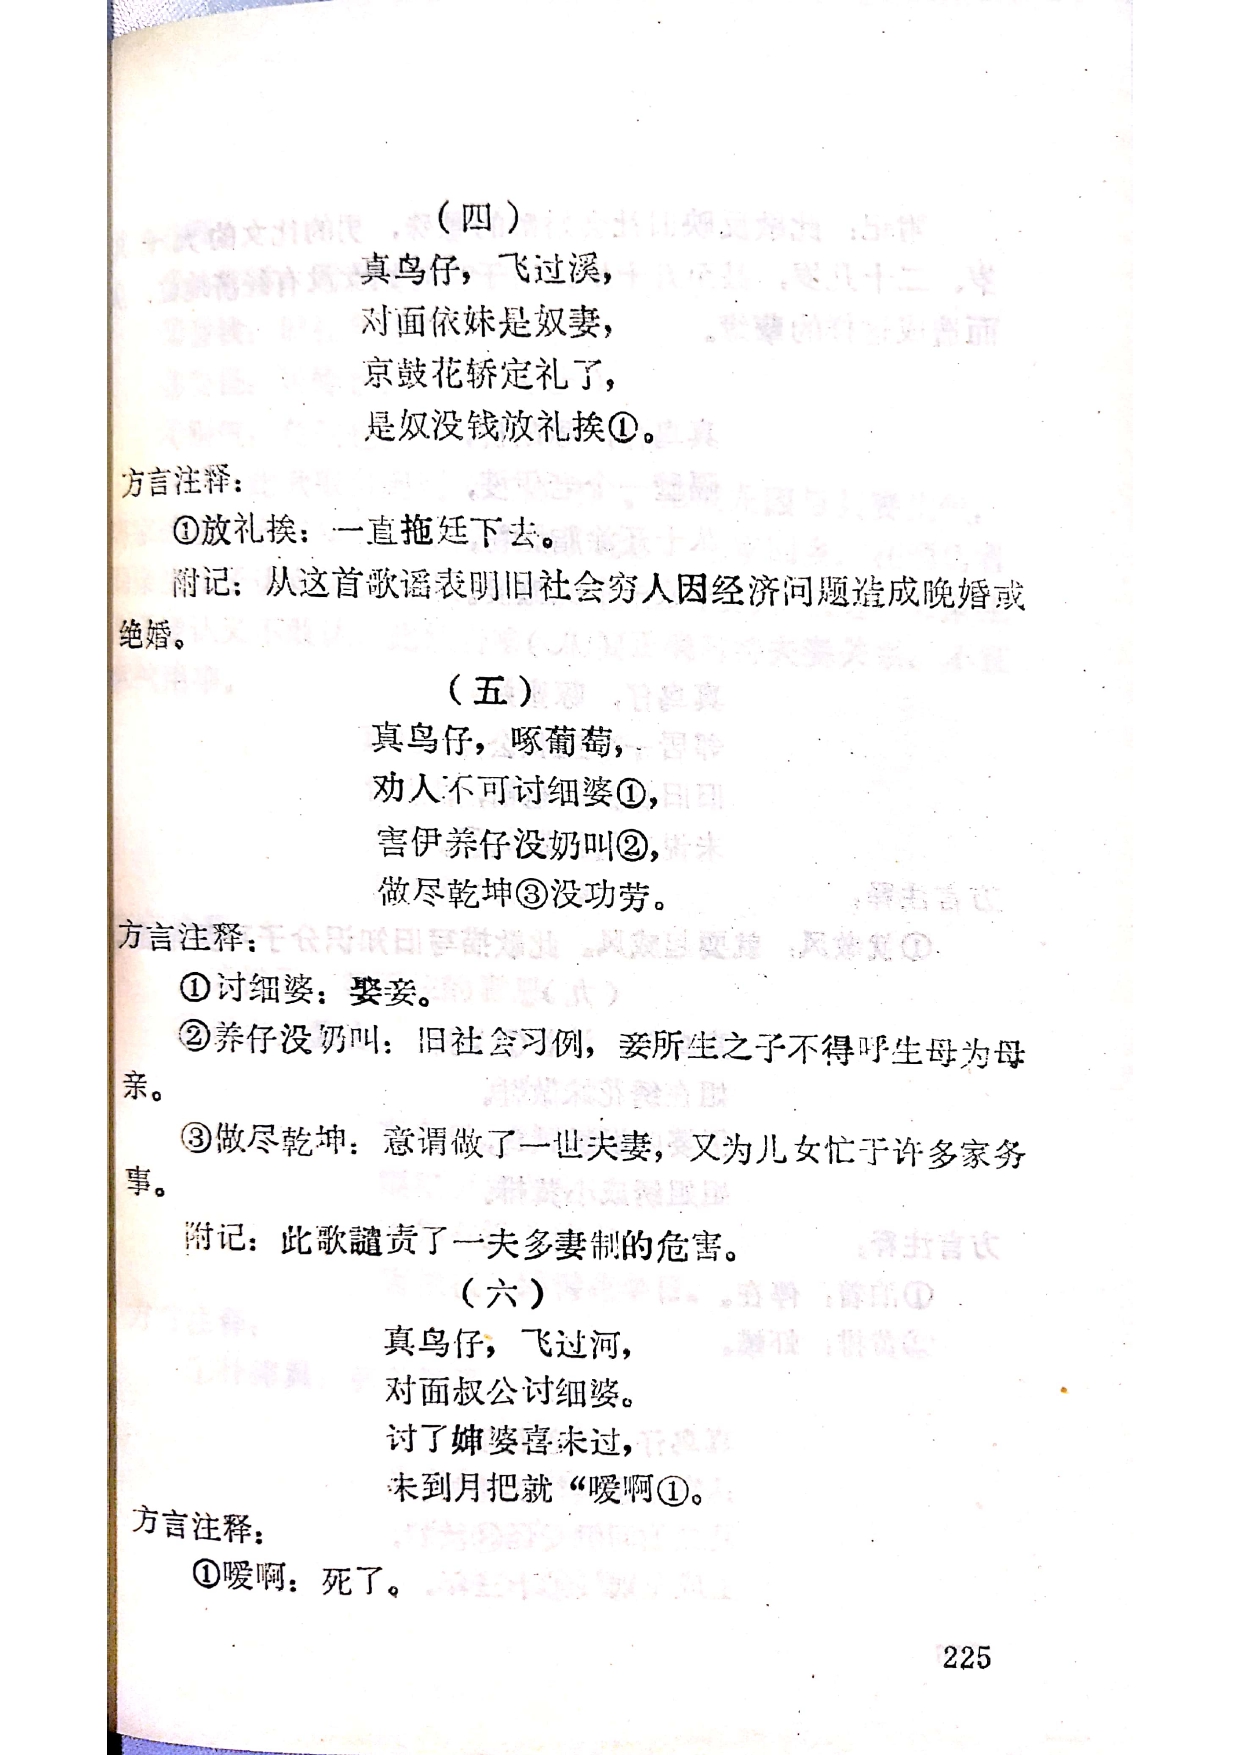 （四）
真鸟仔，飞过溪，
对面依妹是奴妻，
京鼓花轿定礼了，
是奴没钱放礼挨①。
方言注释：
①放礼挨：一直拖廷下去。
附记：从这首歌谣表明旧社会穷人因经济问题造成晚婚或
绝婚。
（五）
真鸟仔，啄葡萄，
劝人不可讨细婆①，
害伊养仔没奶叫②，
做尽乾坤③没功劳。
方言注释：
①讨细婆：娶妾。
②养仔没奶叫：旧社会习例，妾所生之子不得呼生母为母
亲。
③做尽乾坤：意谓做了一世夫妻，又为儿女忙于许多家务
事。
附记：此歌譴责了一夫多妻制的危害。
（六）
真鸟仔，飞过河，
对面叔公讨细婆。
讨了婶婆喜未过，
未到月把就“嗳啊①。
方言注释：
①嗳啊：死了。
225